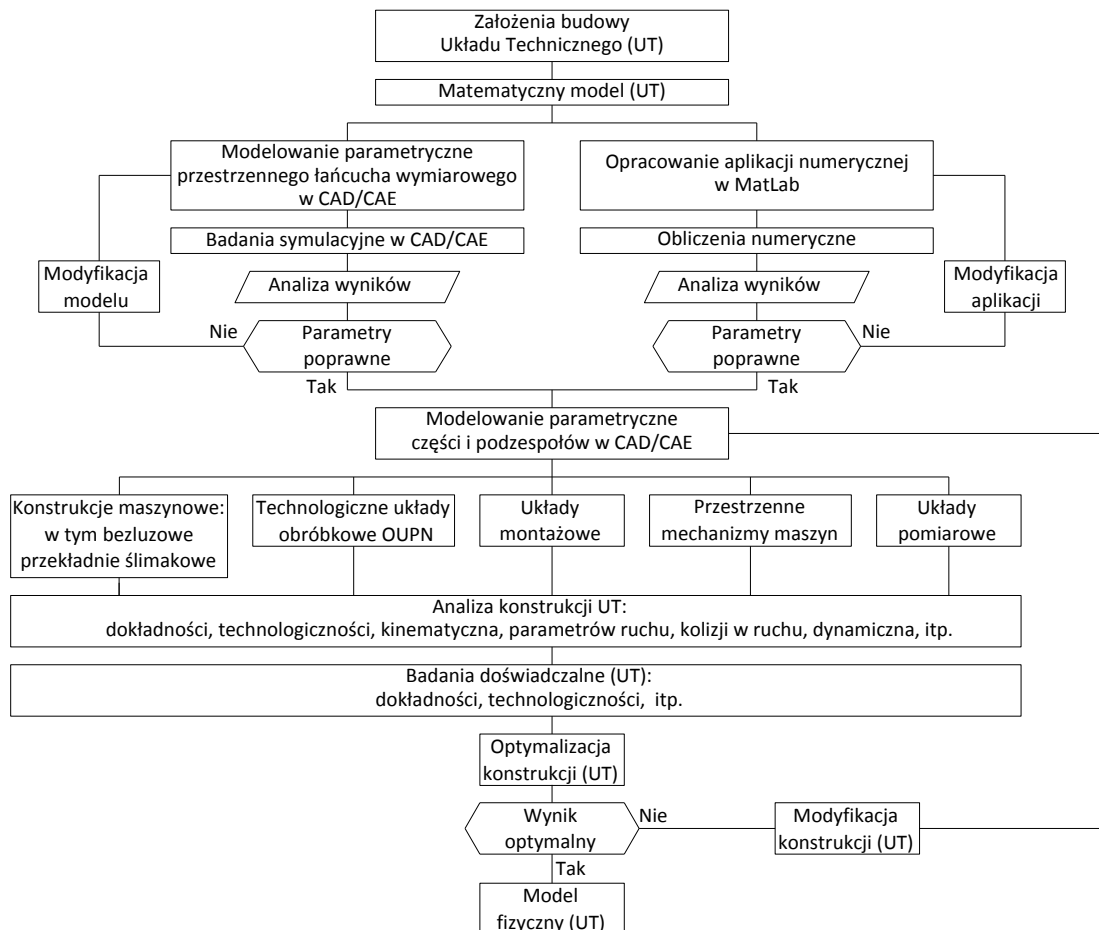 Założenia budowy
Układu Technicznego (UT)
Matematyczny model (UT)
Modelowanie parametryczne
przestrzennego łańcucha wymiarowego
w CAD/CAE
Opracowanie aplikacji numerycznej
w MatLab
Badania symulacyjne w CAD/CAE
Obliczenia numeryczne
Modyfikacja
modelu
Analiza wyników
Analiza wyników
Modyfikacja
aplikacji
Nie
Parametry
poprawne
Parametry
poprawne
Nie
Tak
Tak
Modelowanie parametryczne
części i podzespołów w CAD/CAE
Konstrukcje maszynowe:
w tym bezluzowe
przekładnie ślimakowe
Technologiczne układy
obróbkowe OUPN
Układy
montażowe
Przestrzenne
mechanizmy maszyn
Układy
pomiarowe
Analiza konstrukcji UT:
dokładności, technologiczności, kinematyczna, parametrów ruchu, kolizji w ruchu, dynamiczna, itp.
Badania doświadczalne (UT):
dokładności, technologiczności, itp.
Optymalizacja
konstrukcji (UT)
Wynik
optymalny
Nie
Modyfikacja
konstrukcji (UT)
Tak
Model
fizyczny (UT)